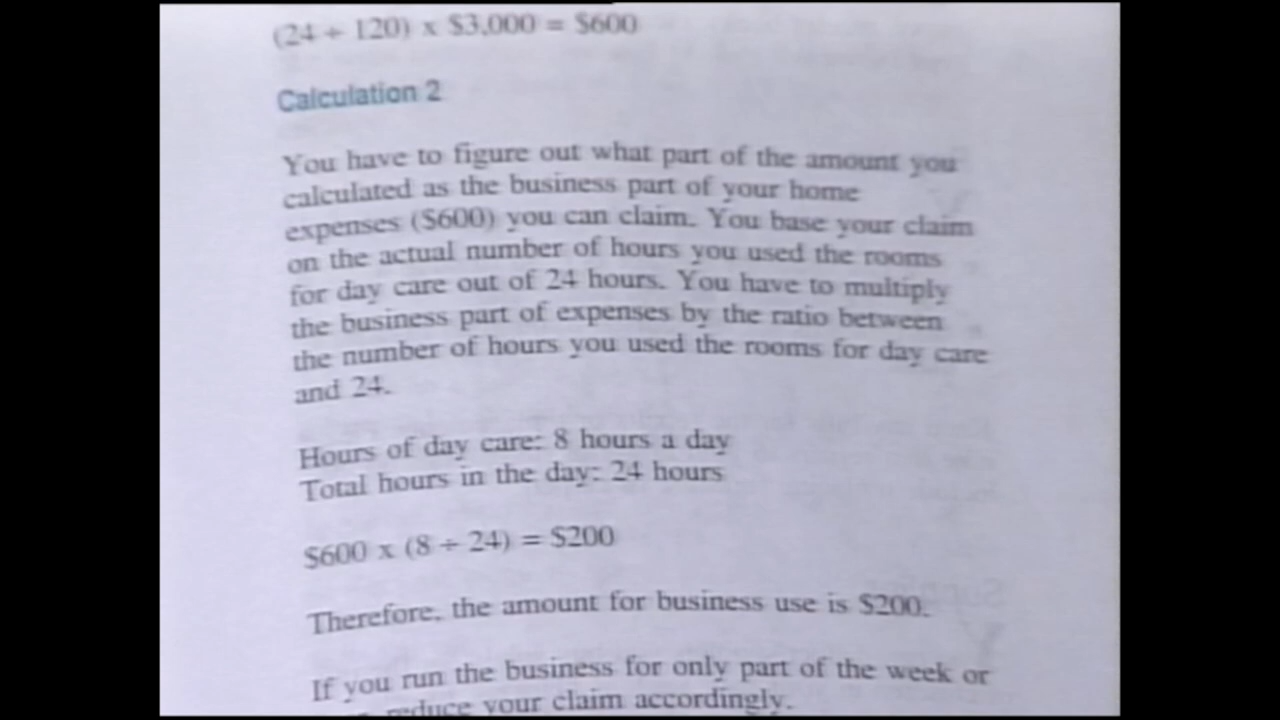 (24 ÷ 120) x $3,000 = $600
Calculation 2
You have to figure out what part of the amount you
calculated as the business part of your home
expenses ($600) you can claim. You base your claim
on the actual number of hours you used the rooms
for day care out of 24 hours. You have to multiply
the business part of expenses by the ratio between
the number of hours you used the rooms for day care
and 24.
Hours of day care: 8 hours a day
Total hours in the day: 24 hours
$600 x (8 ÷ 24) = $200
Therefore, the amount for business use is $200.
If you run the business for only part of the week or
reduce your claim accordingly.